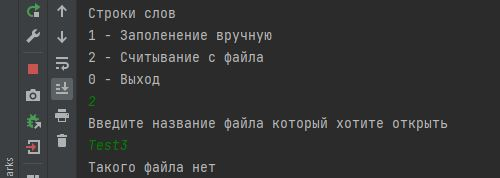 Строки слов
1 - Заполенение вручную
2 - Считывание с файла
0 - Выход
2
Введите название файла который хотите открыть
Test3
Такого файла нет
arks